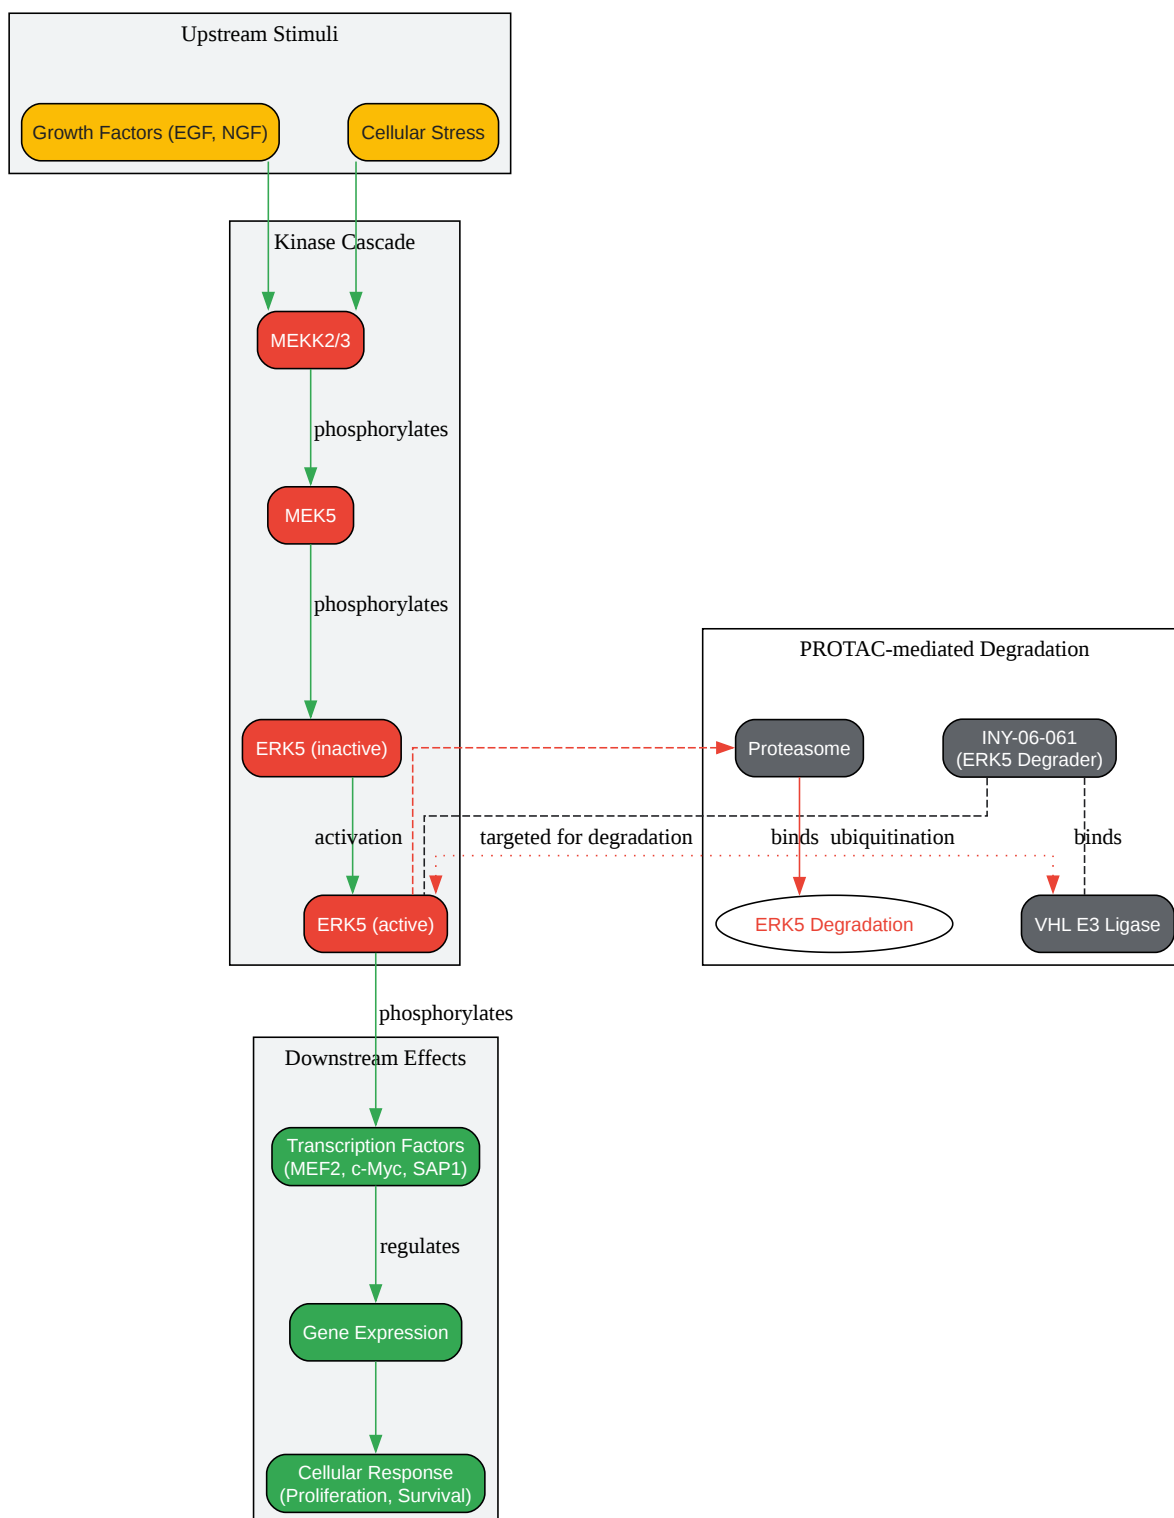 Upstream Stimuli
Growth Factors (EGF, NGF)
Cellular Stress
Kinase Cascade
MEKK2/3
phosphorylates
MEK5
phosphorylates
PROTAC-mediated Degradation
ERK5 (inactive)
Proteasome
INY-06-061
(ERK5 Degrader)
activation
targeted for degradation
binds
ubiquitination
binds
ERK5 (active)
ERK5 Degradation
VHL E3 Ligase
phosphorylates
Downstream Effects
Transcription Factors
(MEF2, c-Myc, SAP1)
regulates
Gene Expression
Cellular Response
(Proliferation, Survival)